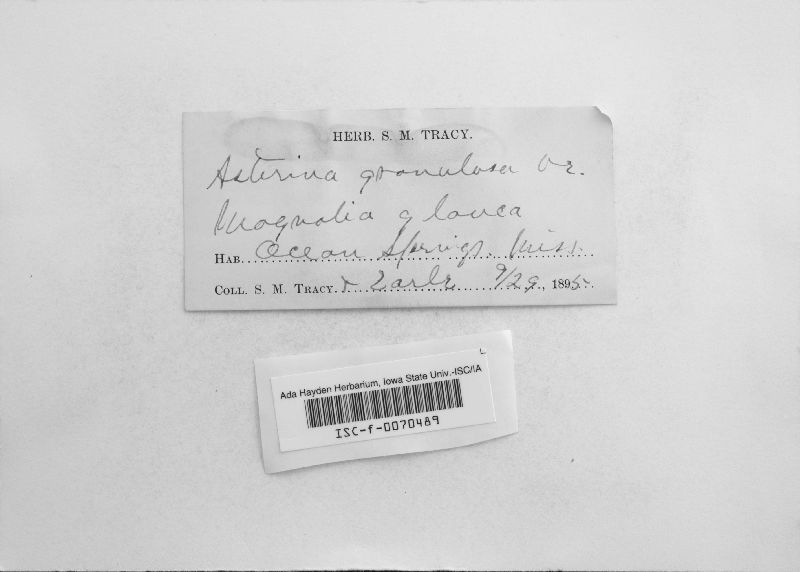 HERB. S. M. TRACY.
Asterina granulosa
Magnolia glauca
HAB. Ocean Springs. Miss.
COLL. S. M. TRACY. & Earle 9/29, 1895.
Ada Hayden Herbarium, Iowa State Univ.-ISC/IA
ISC-f-0070489